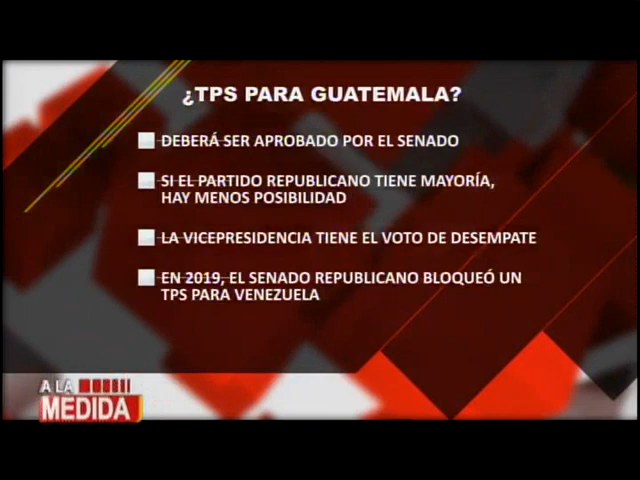 ¿TPS PARA GUATEMALA?
DEBERÁ SER APROBADO POR EL SENADO
SI EL PARTIDO REPUBLICANO TIENE MAYORÍA,
HAY MENOS POSIBILIDAD
LA VICEPRESIDENCIA TIENE EL VOTO DE DESEMPATE
EN 2019, EL SENADO REPUBLICANO BLOQUEÓ UN
TPS PARA VENEZUELA
A LA
MEDIDA